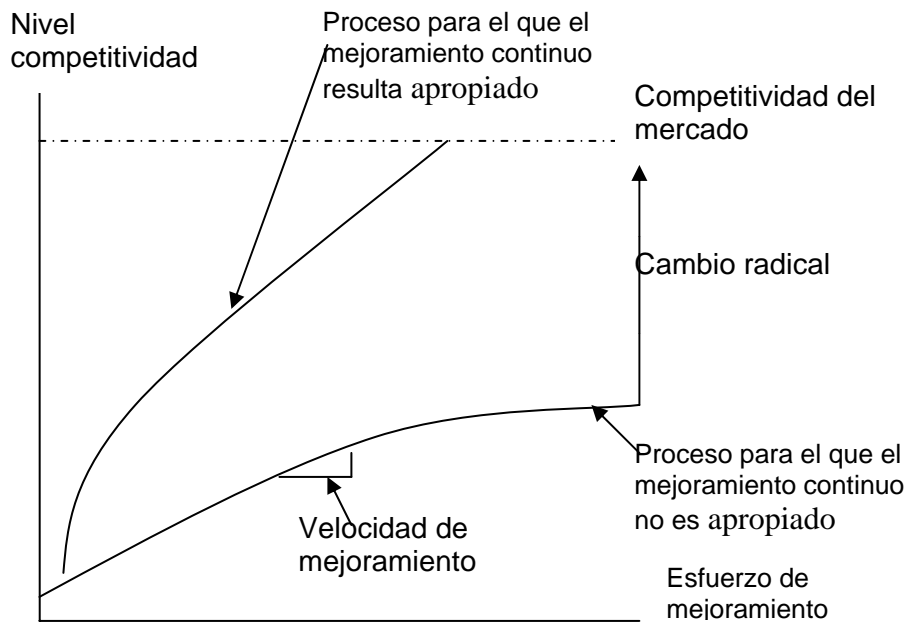 Nivel
competitividad
Proceso para el que el
mejoramiento continuo
resulta apropiado
Competitividad del
mercado
Cambio radical
Proceso para el que el
mejoramiento continuo
no es apropiado
Velocidad de
mejoramiento
Esfuerzo de
mejoramiento